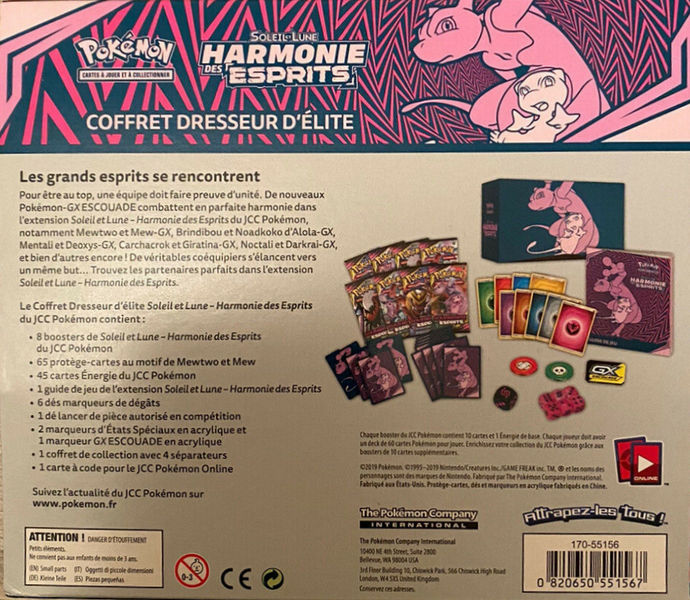 POKÉMON
CARTES À JOUER ET À COLLECTIONNER
SOLEIL ET LUNE
HARMONIE
DES ESPRITS
COFFRET DRESSEUR D'ÉLITE
Les grands esprits se rencontrent
Pour être au top, une équipe doit faire preuve d'unité. De nouveaux
Pokémon-GX ESCOUADE combattent en parfaite harmonie dans
l'extension Soleil et Lune – Harmonie des Esprits du JCC Pokémon,
notamment Mewtwo et Mew-GX, Brindibou et Noadkoko d'Alola-GX,
Mentali et Deoxys-GX, Carchacrok et Giratina-GX, Noctali et Darkrai-GX,
et bien d'autres encore ! De véritables coéquipiers s'élancent vers
un même but... Trouvez les partenaires parfaits dans l'extension
Soleil et Lune – Harmonie des Esprits.
Le Coffret Dresseur d'élite Soleil et Lune – Harmonie des Esprits
du JCC Pokémon contient :
• 8 boosters de Soleil et Lune – Harmonie des Esprits
du JCC Pokémon
• 65 protège-cartes au motif de Mewtwo et Mew
• 45 cartes Énergie du JCC Pokémon
• 1 guide de jeu de l'extension Soleil et Lune – Harmonie des Esprits
• 6 dés marqueurs de dégâts
• 1 dé de lancer de pièce autorisé en compétition
• 2 marqueurs d'États Spéciaux en acrylique et
1 marqueur GX ESCOUADE en acrylique
• 1 coffret de collection avec 4 séparateurs
• 1 carte à code pour le JCC Pokémon Online
Suivez l'actualité du JCC Pokémon sur
www.pokemon.fr
HARMONIE
ESPRITS
GX
Chaque booster du JCC Pokémon contient 10 cartes et 1 Énergie de base. Chaque joueur doit avoir
un deck de 60 cartes Pokémon pour jouer. Enrichissez votre collection du JCC Pokémon grâce aux
boosters de 10 cartes supplémentaires.
©2019 Pokémon. ©1995–2019 Nintendo/Creatures Inc./GAME FREAK inc. TM, ® et les noms des
personnages sont des marques de Nintendo. Fabriqué par The Pokémon Company International.
Fabriqué aux États-Unis. Protège-cartes, dés et marqueurs en acrylique fabriqués en Chine.
ONLINE
The Pokémon Company
INTERNATIONAL
Attrapez-les Tous !
The Pokémon Company International
10400 NE 4th Street, Suite 2800
Bellevue, WA 98004 USA
3rd Floor Building 10, Chiswick Park, 566 Chiswick High Road
London, W4 5XS United Kingdom
Conservez ces adresses
170-55156
0 820650 551567
ATTENTION ! DANGER D'ÉTOUFFEMENT
Petits éléments.
Ne convient pas aux enfants de moins de 3 ans.
(EN) Small parts (IT) Oggetti di piccole dimensioni
(DE) Kleine Teile (ES) Piezas pequeñas
0-3
CE